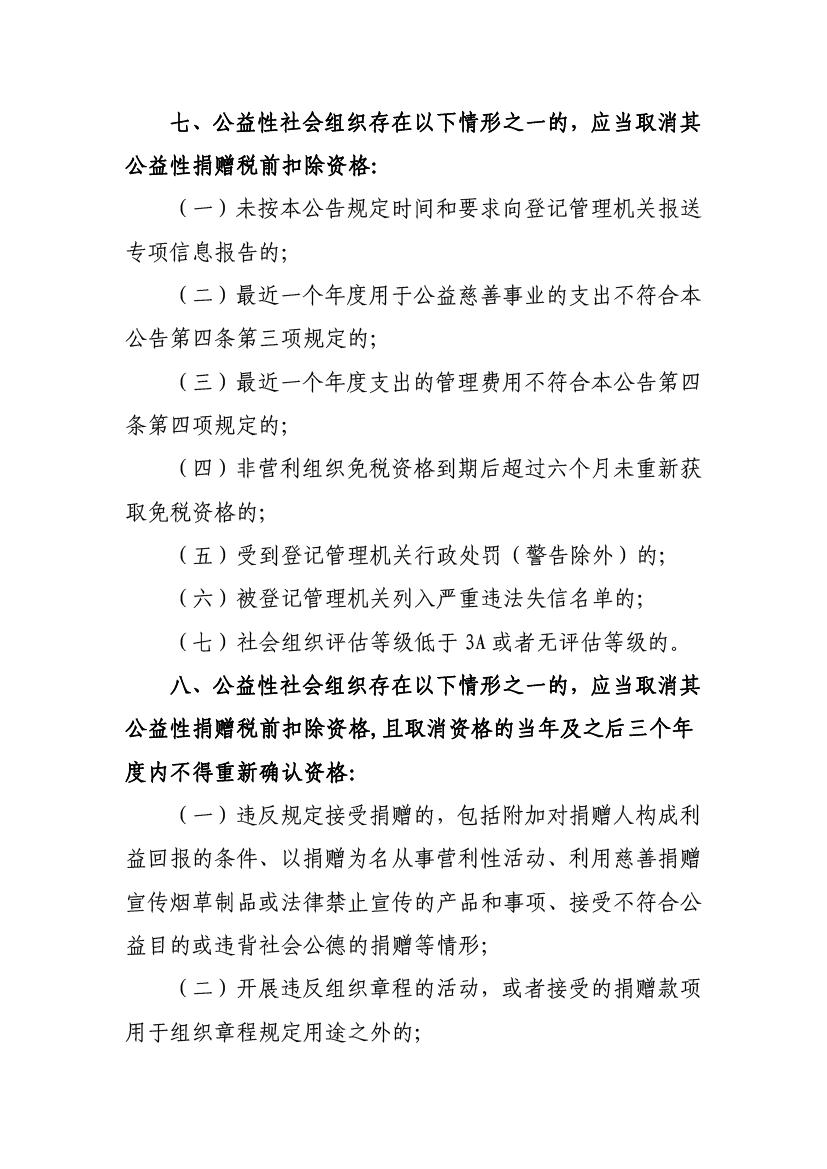 七、公益性社会组织存在以下情形之一的，应当取消其
公益性捐赠税前扣除资格：
（一）未按本公告规定时间和要求向登记管理机关报送
专项信息报告的；
（二）最近一个年度用于公益慈善事业的支出不符合本
公告第四条第三项规定的；
（三）最近一个年度支出的管理费用不符合本公告第四
条第四项规定的；
（四）非营利组织免税资格到期后超过六个月未重新获
取免税资格的；
（五）受到登记管理机关行政处罚（警告除外）的；
（六）被登记管理机关列入严重违法失信名单的；
（七）社会组织评估等级低于 3A 或者无评估等级的。
八、公益性社会组织存在以下情形之一的，应当取消其
公益性捐赠税前扣除资格,且取消资格的当年及之后三个年
度内不得重新确认资格：
（一）违反规定接受捐赠的，包括附加对捐赠人构成利
益回报的条件、以捐赠为名从事营利性活动、利用慈善捐赠
宣传烟草制品或法律禁止宣传的产品和事项、接受不符合公
益目的或违背社会公德的捐赠等情形；
（二）开展违反组织章程的活动，或者接受的捐赠款项
用于组织章程规定用途之外的；